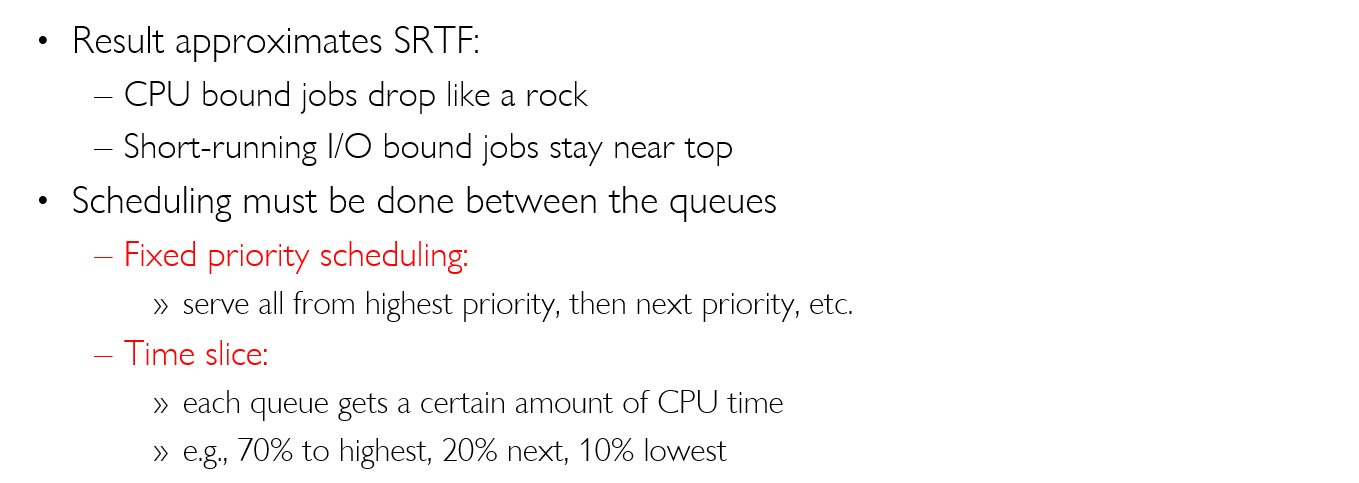 • Result approximates SRTF:
– CPU bound jobs drop like a rock
– Short-running I/O bound jobs stay near top
• Scheduling must be done between the queues
– Fixed priority scheduling:
» serve all from highest priority, then next priority, etc.
– Time slice:
» each queue gets a certain amount of CPU time
» e.g., 70% to highest, 20% next, 10% lowest